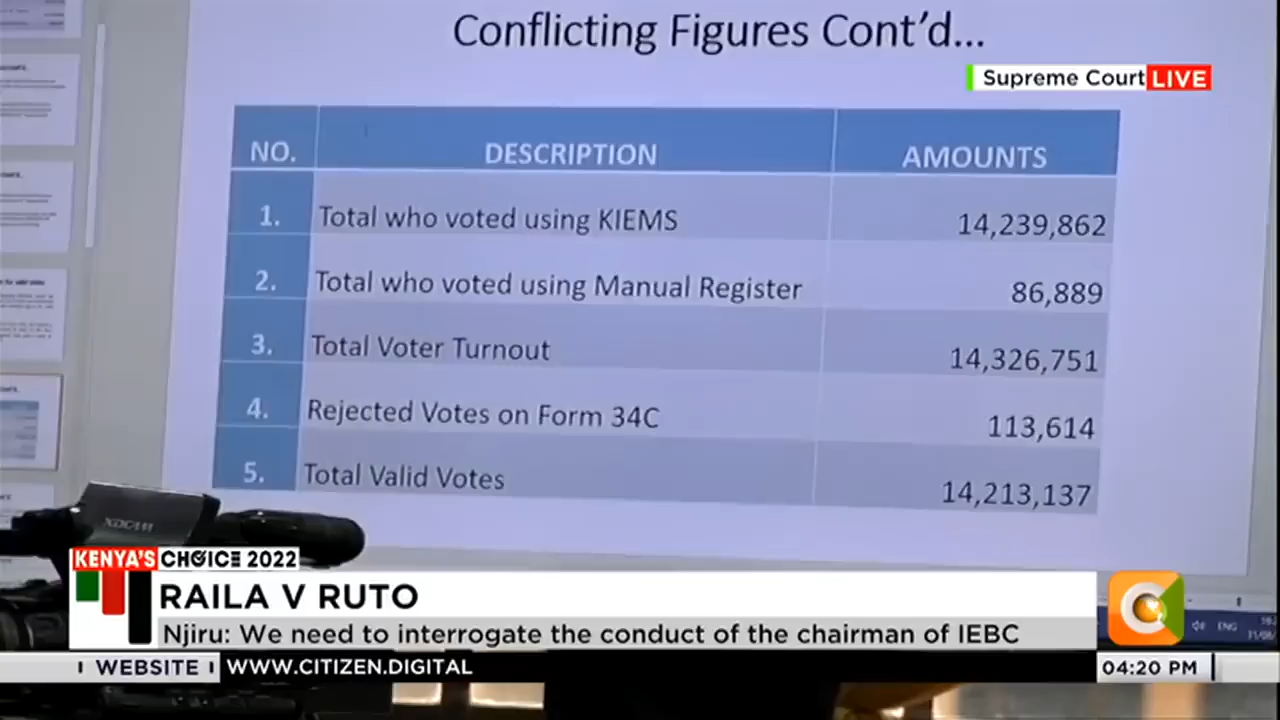 Conflicting Figures Cont'd...
Supreme Court LIVE
NO. DESCRIPTION AMOUNTS
1. Total who voted using KIEMS 14,239,862
2. Total who voted using Manual Register 86,889
3. Total Voter Turnout 14,326,751
4. Rejected Votes on Form 34C 113,614
5. Total Valid Votes 14,213,137
XDCAM
KENYA'S CHOICE 2022
RAILA V RUTO
Njiru: We need to interrogate the conduct of the chairman of IEBC
WEBSITE WWW.CITIZEN.DIGITAL
04:20 PM
ENG